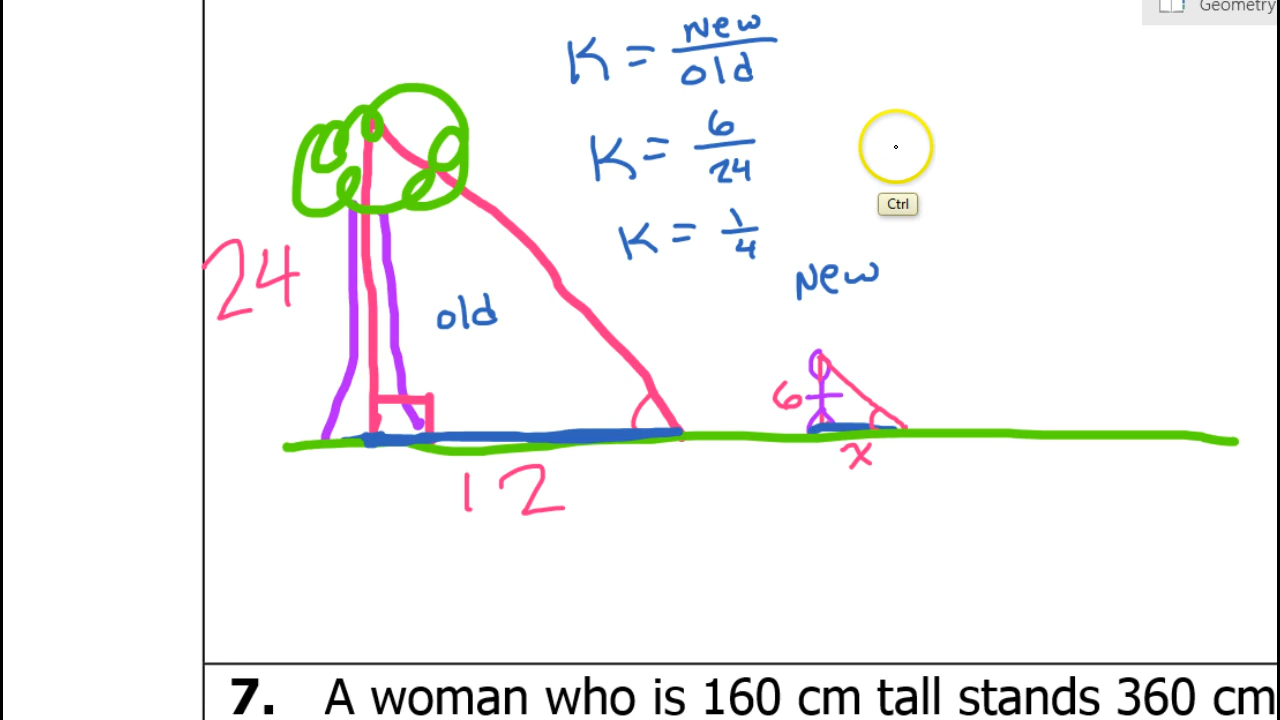 Geometry
K = New/old
K = 6/24
K = 1/4
Ctrl
New
24
old
6
x
12
7. A woman who is 160 cm tall stands 360 cm